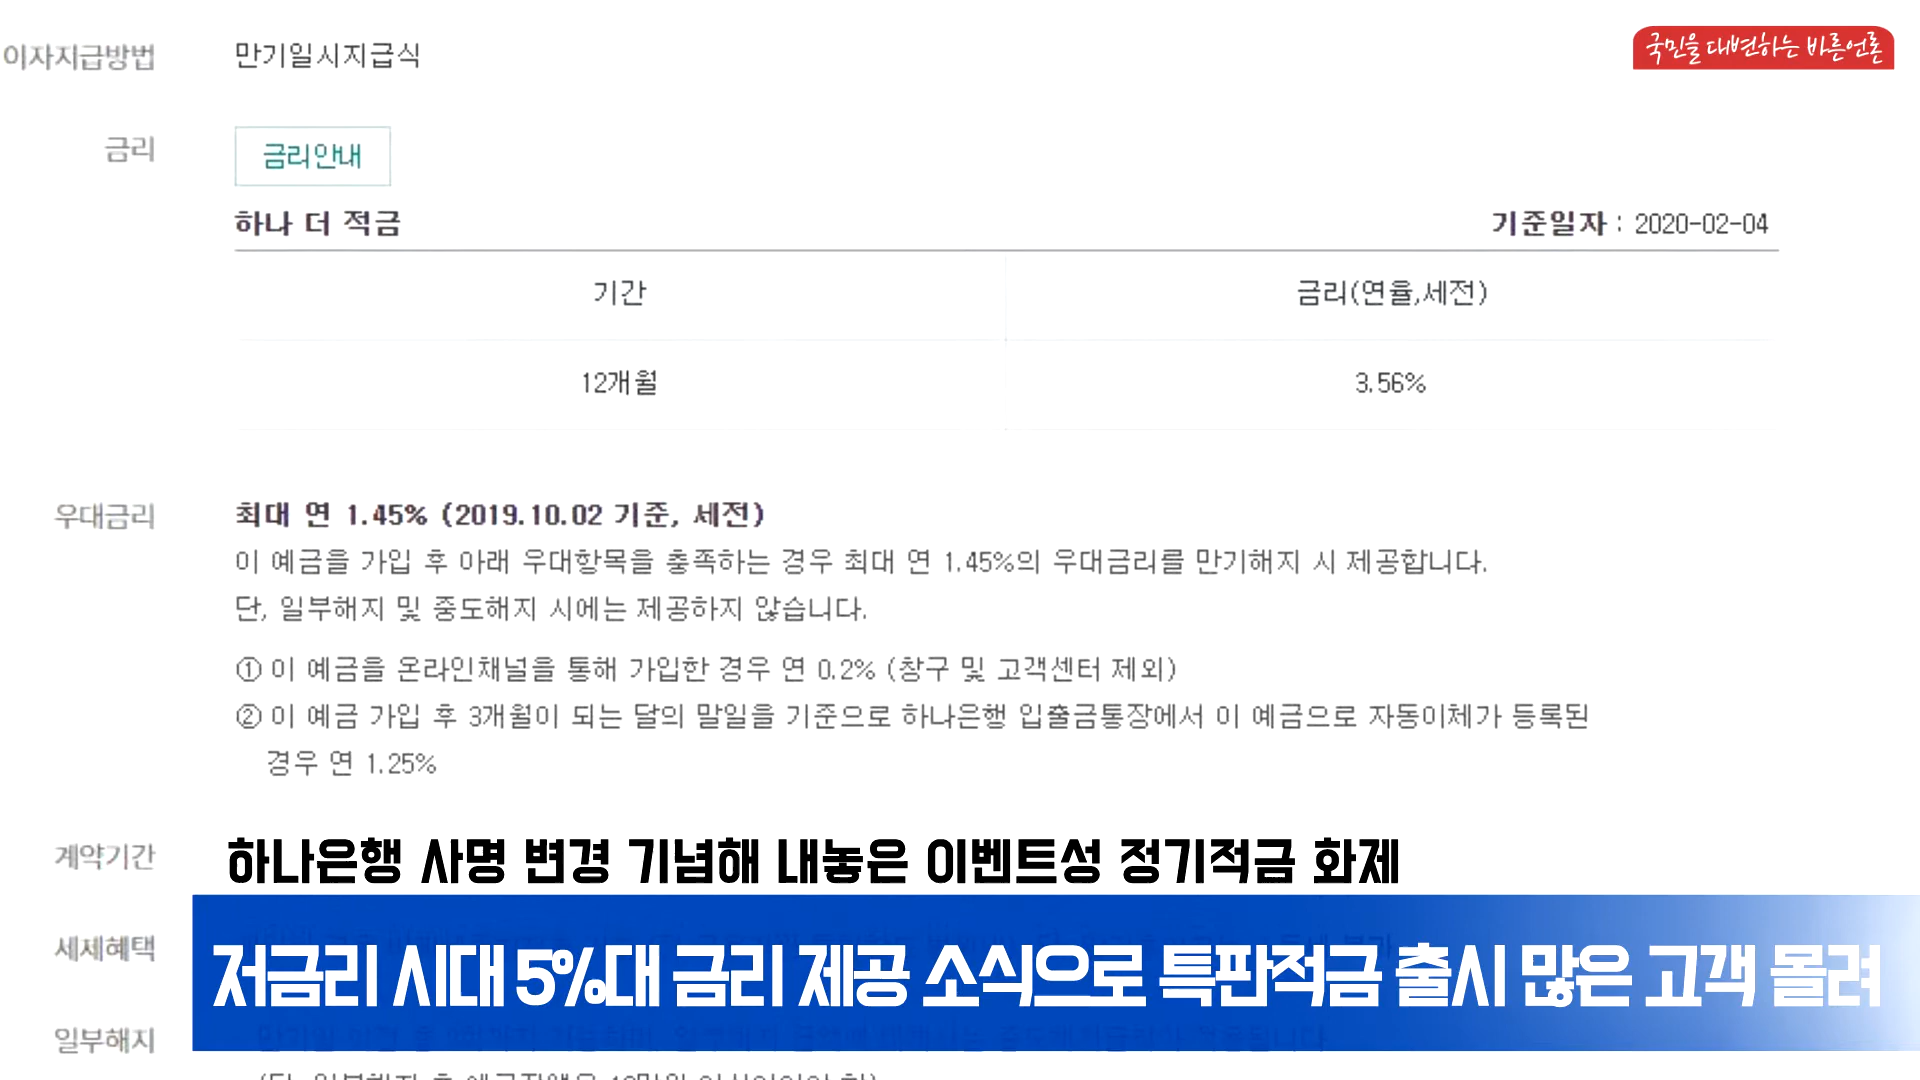 국민을 대변하는 바른언론
이자지급방법 만기일시지급식
금리 금리안내
하나 더 적금 기준일자 : 2020-02-04
기간 금리(연율,세전)
12개월 3.56%
우대금리 최대 연 1.45% (2019.10.02 기준, 세전)
이 예금을 가입 후 아래 우대항목을 충족하는 경우 최대 연 1.45%의 우대금리를 만기해지 시 제공합니다.
단, 일부해지 및 중도해지 시에는 제공하지 않습니다.
① 이 예금을 온라인채널을 통해 가입한 경우 연 0.2% (창구 및 고객센터 제외)
② 이 예금 가입 후 3개월이 되는 달의 말일을 기준으로 하나은행 입출금통장에서 이 예금으로 자동이체가 등록된
경우 연 1.25%
계약기간 하나은행 사명 변경 기념해 내놓은 이벤트성 정기적금 화제
세제혜택 저금리 시대 5%대 금리 제공 소식으로 특판적금 출시 많은 고객 몰려
일부해지